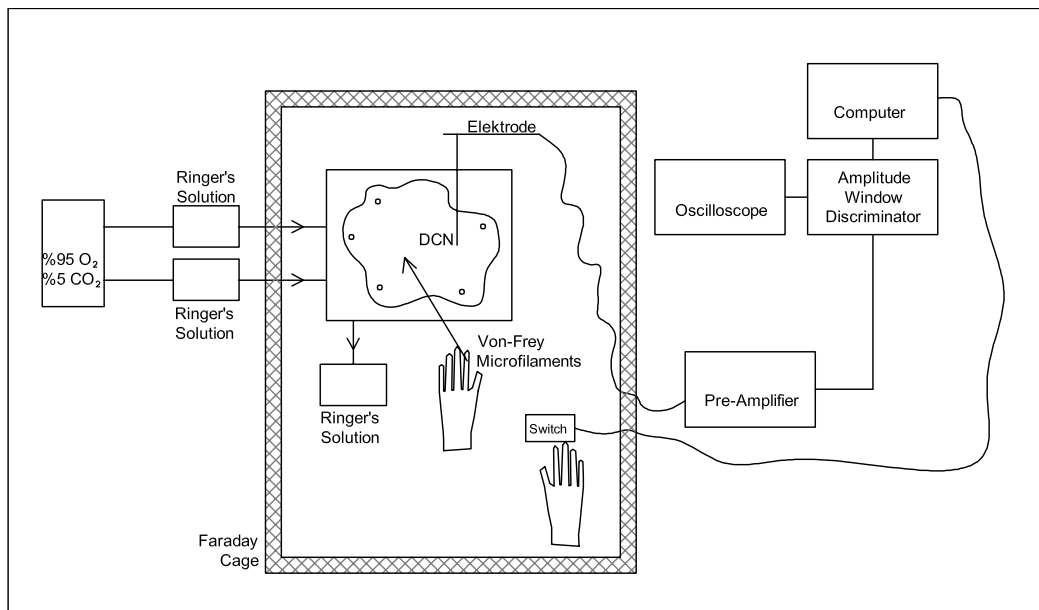 Computer
Elektrode
Ringer's
Solution
Amplitude
Window
Discriminator
Oscilloscope
DCN
%95 O₂
%5 CO₂
Ringer's
Solution
Von-Frey
Microfilaments
Pre-Amplifier
Ringer's
Solution
Switch
Faraday
Cage